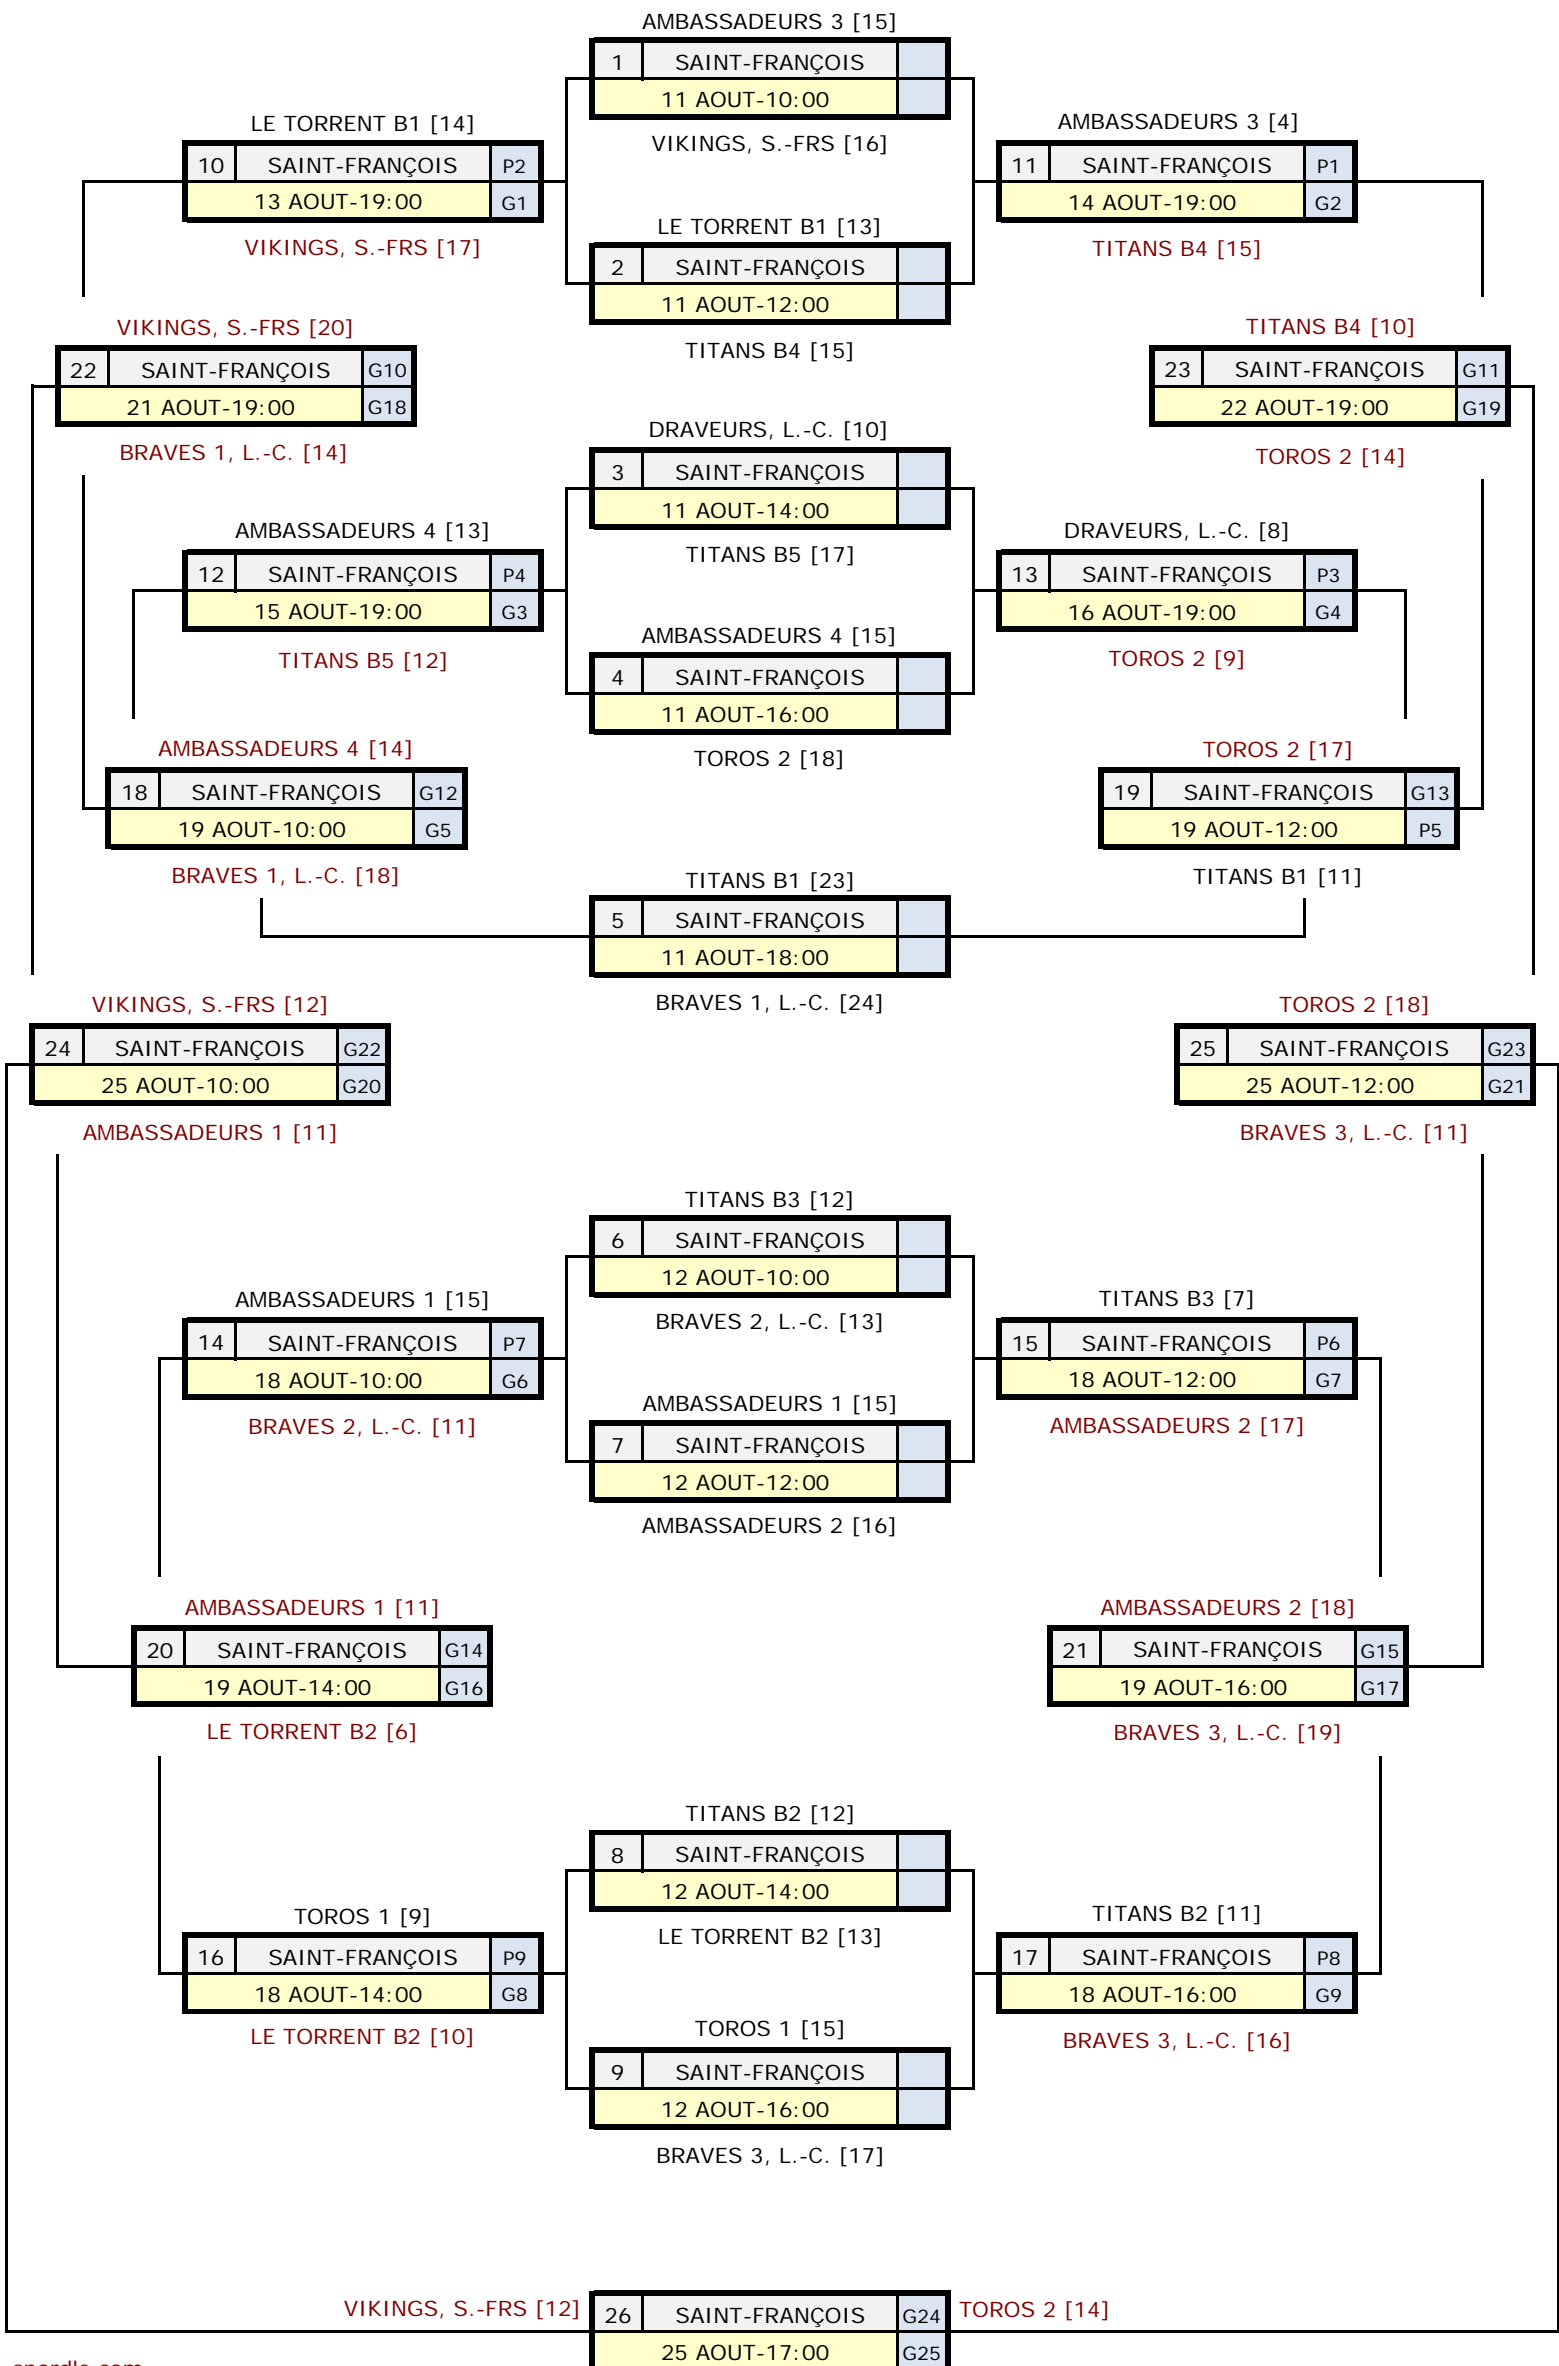 AMBASSADEURS 3 [15]
1 SAINT-FRANÇOIS
11 AOUT-10:00
VIKINGS, S.-FRS [16]
LE TORRENT B1 [14]
10 SAINT-FRANÇOIS P2
13 AOUT-19:00 G1
VIKINGS, S.-FRS [17]
AMBASSADEURS 3 [4]
11 SAINT-FRANÇOIS P1
14 AOUT-19:00 G2
TITANS B4 [15]
LE TORRENT B1 [13]
2 SAINT-FRANÇOIS
11 AOUT-12:00
TITANS B4 [15]
VIKINGS, S.-FRS [20]
22 SAINT-FRANÇOIS G10
21 AOUT-19:00 G18
BRAVES 1, L.-C. [14]
TITANS B4 [10]
23 SAINT-FRANÇOIS G11
22 AOUT-19:00 G19
TOROS 2 [14]
DRAVEURS, L.-C. [10]
3 SAINT-FRANÇOIS
11 AOUT-14:00
TITANS B5 [17]
AMBASSADEURS 4 [13]
12 SAINT-FRANÇOIS P4
15 AOUT-19:00 G3
TITANS B5 [12]
DRAVEURS, L.-C. [8]
13 SAINT-FRANÇOIS P3
16 AOUT-19:00 G4
TOROS 2 [9]
AMBASSADEURS 4 [15]
4 SAINT-FRANÇOIS
11 AOUT-16:00
TOROS 2 [18]
AMBASSADEURS 4 [14]
18 SAINT-FRANÇOIS G12
19 AOUT-10:00 G5
BRAVES 1, L.-C. [18]
TOROS 2 [17]
19 SAINT-FRANÇOIS G13
19 AOUT-12:00 P5
TITANS B1 [11]
TITANS B1 [23]
5 SAINT-FRANÇOIS
11 AOUT-18:00
BRAVES 1, L.-C. [24]
VIKINGS, S.-FRS [12]
24 SAINT-FRANÇOIS G22
25 AOUT-10:00 G20
AMBASSADEURS 1 [11]
TOROS 2 [18]
25 SAINT-FRANÇOIS G23
25 AOUT-12:00 G21
BRAVES 3, L.-C. [11]
TITANS B3 [12]
6 SAINT-FRANÇOIS
12 AOUT-10:00
BRAVES 2, L.-C. [13]
AMBASSADEURS 1 [15]
14 SAINT-FRANÇOIS P7
18 AOUT-10:00 G6
BRAVES 2, L.-C. [11]
TITANS B3 [7]
15 SAINT-FRANÇOIS P6
18 AOUT-12:00 G7
AMBASSADEURS 2 [17]
AMBASSADEURS 1 [15]
7 SAINT-FRANÇOIS
12 AOUT-12:00
AMBASSADEURS 2 [16]
AMBASSADEURS 1 [11]
20 SAINT-FRANÇOIS G14
19 AOUT-14:00 G16
LE TORRENT B2 [6]
AMBASSADEURS 2 [18]
21 SAINT-FRANÇOIS G15
19 AOUT-16:00 G17
BRAVES 3, L.-C. [19]
TITANS B2 [12]
8 SAINT-FRANÇOIS
12 AOUT-14:00
LE TORRENT B2 [13]
TOROS 1 [9]
16 SAINT-FRANÇOIS P9
18 AOUT-14:00 G8
LE TORRENT B2 [10]
TITANS B2 [11]
17 SAINT-FRANÇOIS P8
18 AOUT-16:00 G9
BRAVES 3, L.-C. [16]
TOROS 1 [15]
9 SAINT-FRANÇOIS
12 AOUT-16:00
BRAVES 3, L.-C. [17]
VIKINGS, S.-FRS [12] 26 SAINT-FRANÇOIS G24 TOROS 2 [14]
25 AOUT-17:00 G25